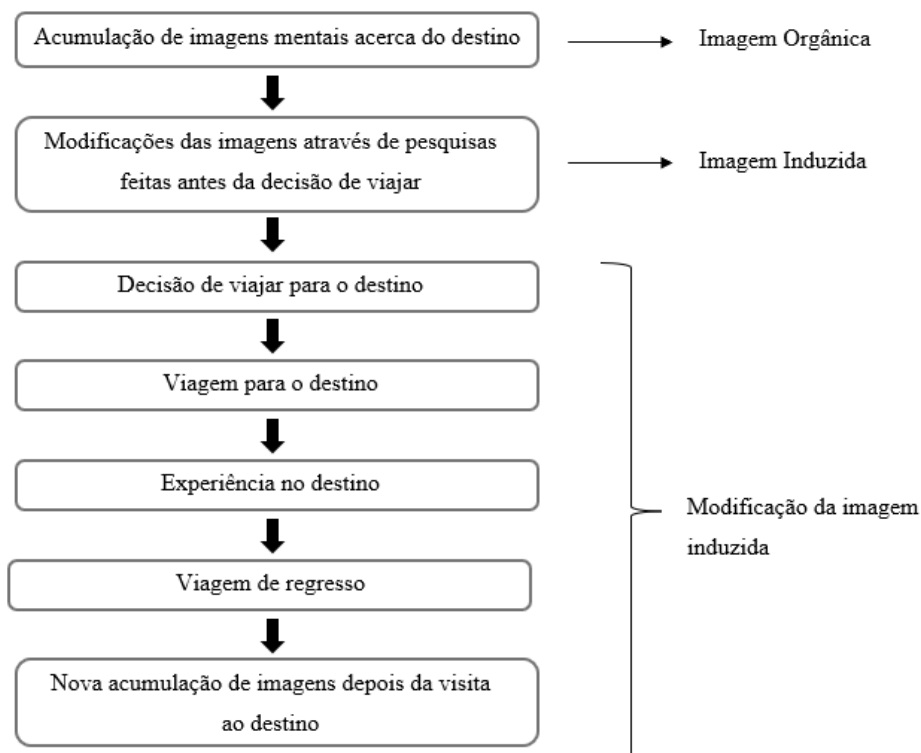 Acumulação de imagens mentais acerca do destino
Imagem Orgânica
Modificações das imagens através de pesquisas
feitas antes da decisão de viajar
Imagem Induzida
Decisão de viajar para o destino
Viagem para o destino
Experiência no destino
Modificação da imagem
induzida
Viagem de regresso
Nova acumulação de imagens depois da visita
ao destino